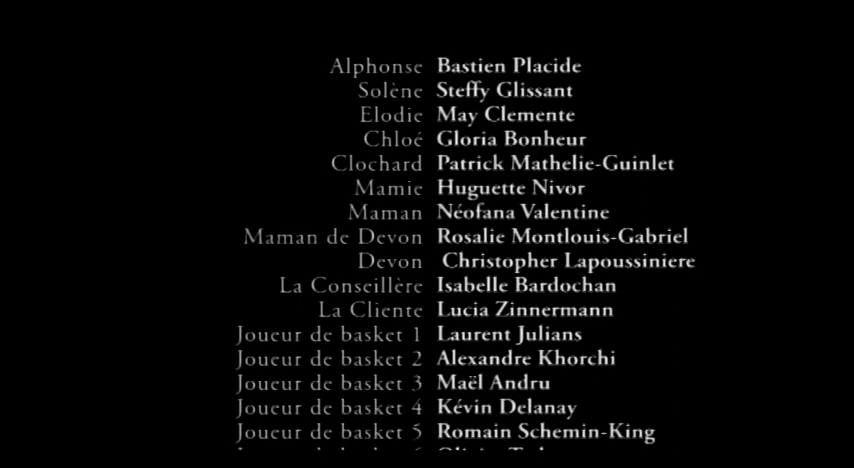 Alphonse Bastien Placide
Solène Steffy Glissant
Elodie May Clemente
Chloé Gloria Bonheur
Clochard Patrick Mathelie-Guinlet
Mamie Huguette Nivor
Maman Néofana Valentine
Maman de Devon Rosalie Montlouis-Gabriel
Devon Christopher Lapoussiniere
La Conseillère Isabelle Bardochan
La Cliente Lucia Zinnermann
Joueur de basket 1 Laurent Julians
Joueur de basket 2 Alexandre Khorchi
Joueur de basket 3 Maël Andru
Joueur de basket 4 Kévin Delanay
Joueur de basket 5 Romain Schemin-King